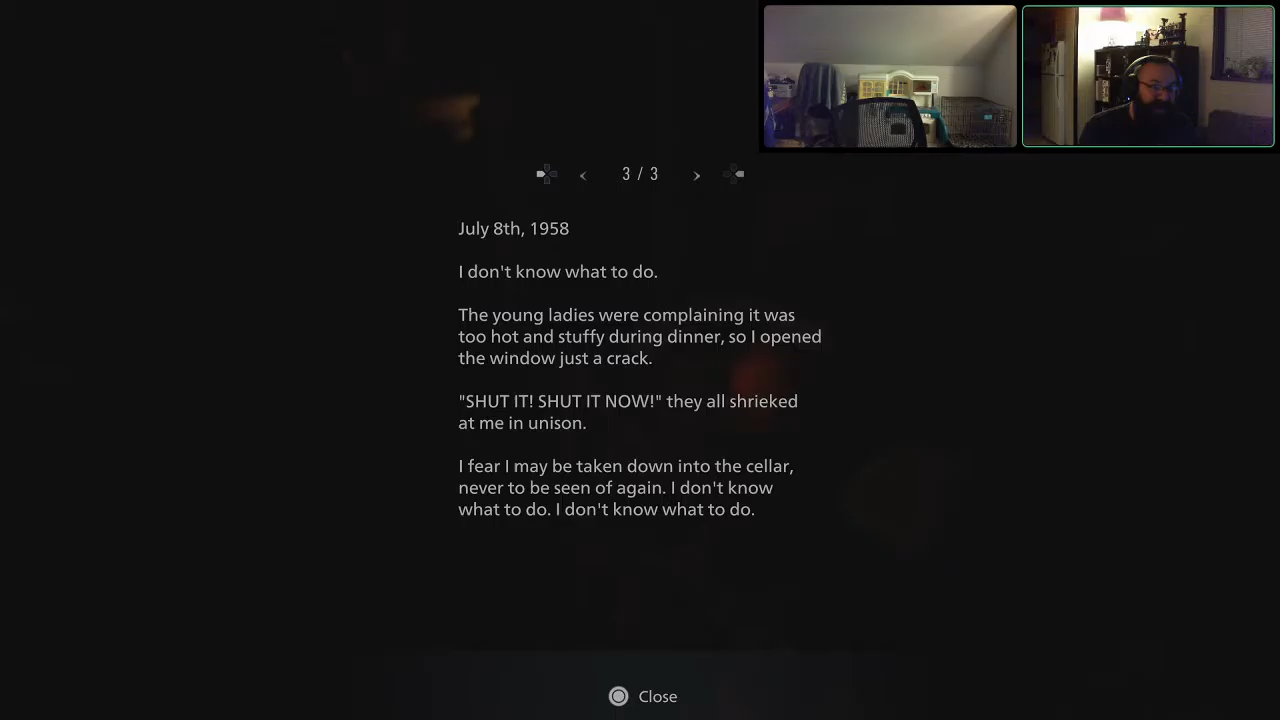 3 / 3
July 8th, 1958
I don't know what to do.
The young ladies were complaining it was
too hot and stuffy during dinner, so I opened
the window just a crack.
"SHUT IT! SHUT IT NOW!" they all shrieked
at me in unison.
I fear I may be taken down into the cellar,
never to be seen of again. I don't know
what to do. I don't know what to do.
Close